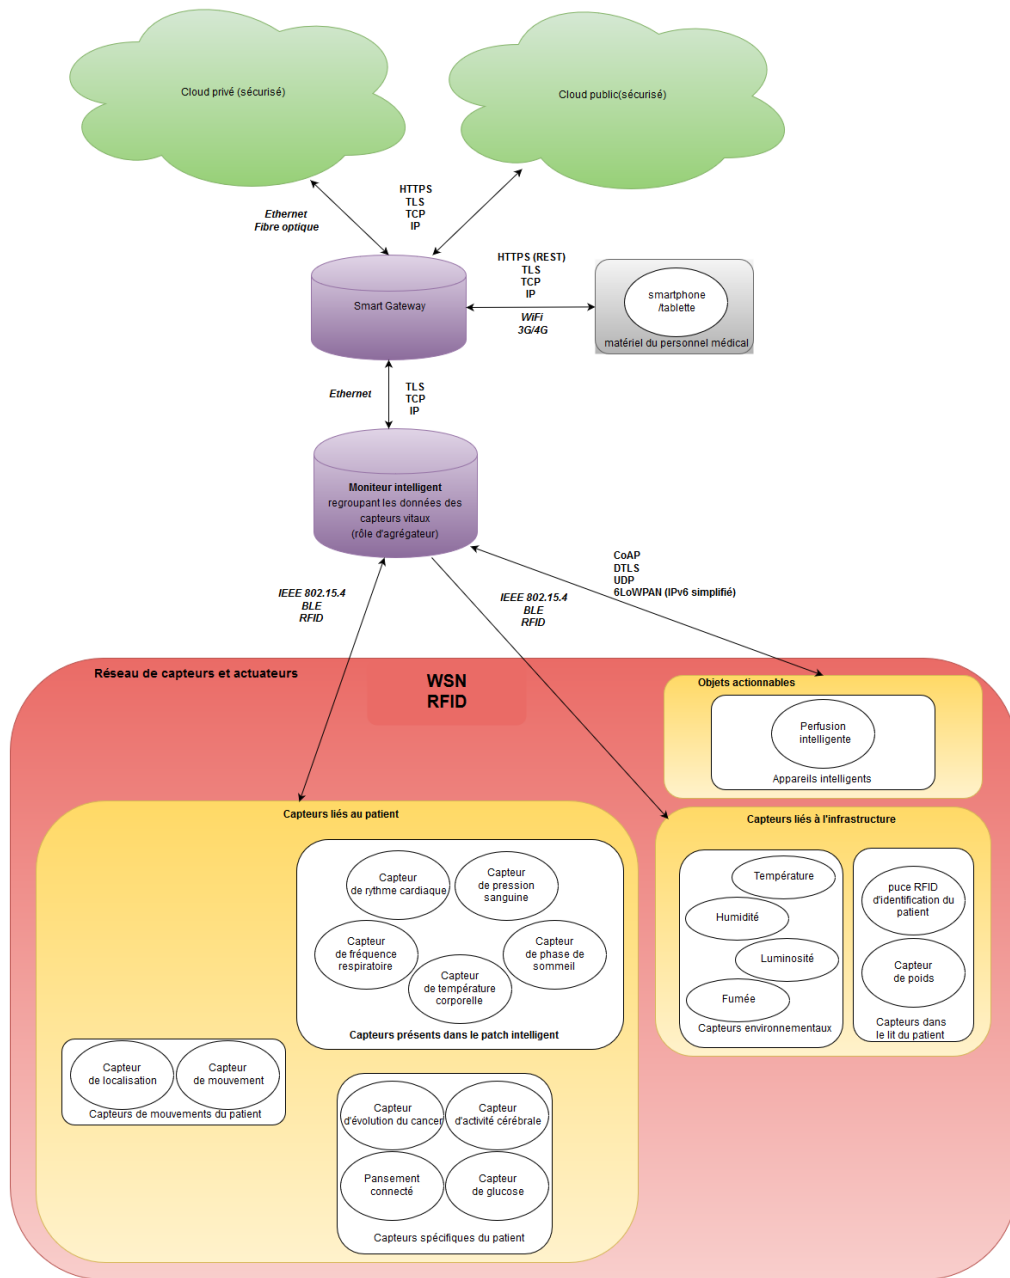 Cloud privé (sécurisé)
Cloud public(sécurisé)
Ethernet
Fibre optique
HTTPS
TLS
TCP
IP
Smart Gateway
HTTPS (REST)
TLS
TCP
IP
WiFi
3G/4G
smartphone
/tablette
matériel du personnel médical
Ethernet
TLS
TCP
IP
Moniteur intelligent
regroupant les données des
capteurs vitaux
(rôle d'agrégateur)
IEEE 802.15.4
BLE
RFID
IEEE 802.15.4
BLE
RFID
CoAP
DTLS
UDP
6LoWPAN (IPv6 simplifié)
Réseau de capteurs et actuateurs
WSN
RFID
Objets actionnables
Perfusion
intelligente
Appareils intelligents
Capteurs liés au patient
Capteur
de rythme cardiaque
Capteur
de pression
sanguine
Capteur
de fréquence
respiratoire
Capteur
de phase de
sommeil
Capteur
de température
corporelle
Capteurs présents dans le patch intelligent
Capteur
de localisation
Capteur
de mouvement
Capteurs de mouvements du patient
Capteur
d'évolution du cancer
Capteur
d'activité cérébrale
Pansement
connecté
Capteur
de glucose
Capteurs spécifiques du patient
Capteurs liés à l'infrastructure
Température
Humidité
Luminosité
Fumée
Capteurs environnementaux
puce RFID
d'identification du
patient
Capteur
de poids
Capteurs dans
le lit du patient